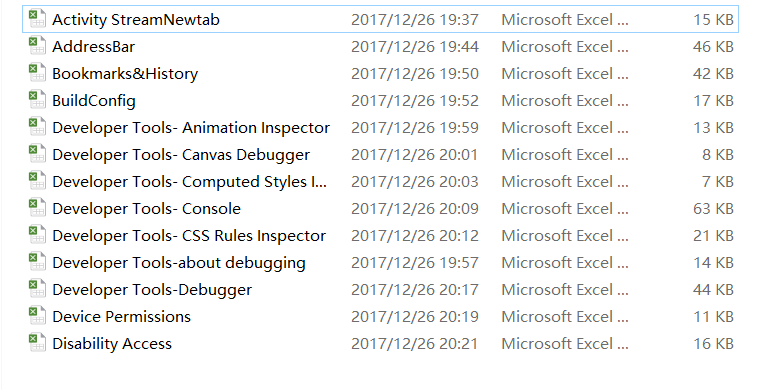 Activity StreamNewtab 2017/12/26 19:37 Microsoft Excel ... 15 KB
AddressBar 2017/12/26 19:44 Microsoft Excel ... 46 KB
Bookmarks&History 2017/12/26 19:50 Microsoft Excel ... 42 KB
BuildConfig 2017/12/26 19:52 Microsoft Excel ... 17 KB
Developer Tools- Animation Inspector 2017/12/26 19:59 Microsoft Excel ... 13 KB
Developer Tools- Canvas Debugger 2017/12/26 20:01 Microsoft Excel ... 8 KB
Developer Tools- Computed Styles I... 2017/12/26 20:03 Microsoft Excel ... 7 KB
Developer Tools- Console 2017/12/26 20:09 Microsoft Excel ... 63 KB
Developer Tools- CSS Rules Inspector 2017/12/26 20:12 Microsoft Excel ... 21 KB
Developer Tools-about debugging 2017/12/26 19:57 Microsoft Excel ... 14 KB
Developer Tools-Debugger 2017/12/26 20:17 Microsoft Excel ... 44 KB
Device Permissions 2017/12/26 20:19 Microsoft Excel ... 11 KB
Disability Access 2017/12/26 20:21 Microsoft Excel ... 16 KB